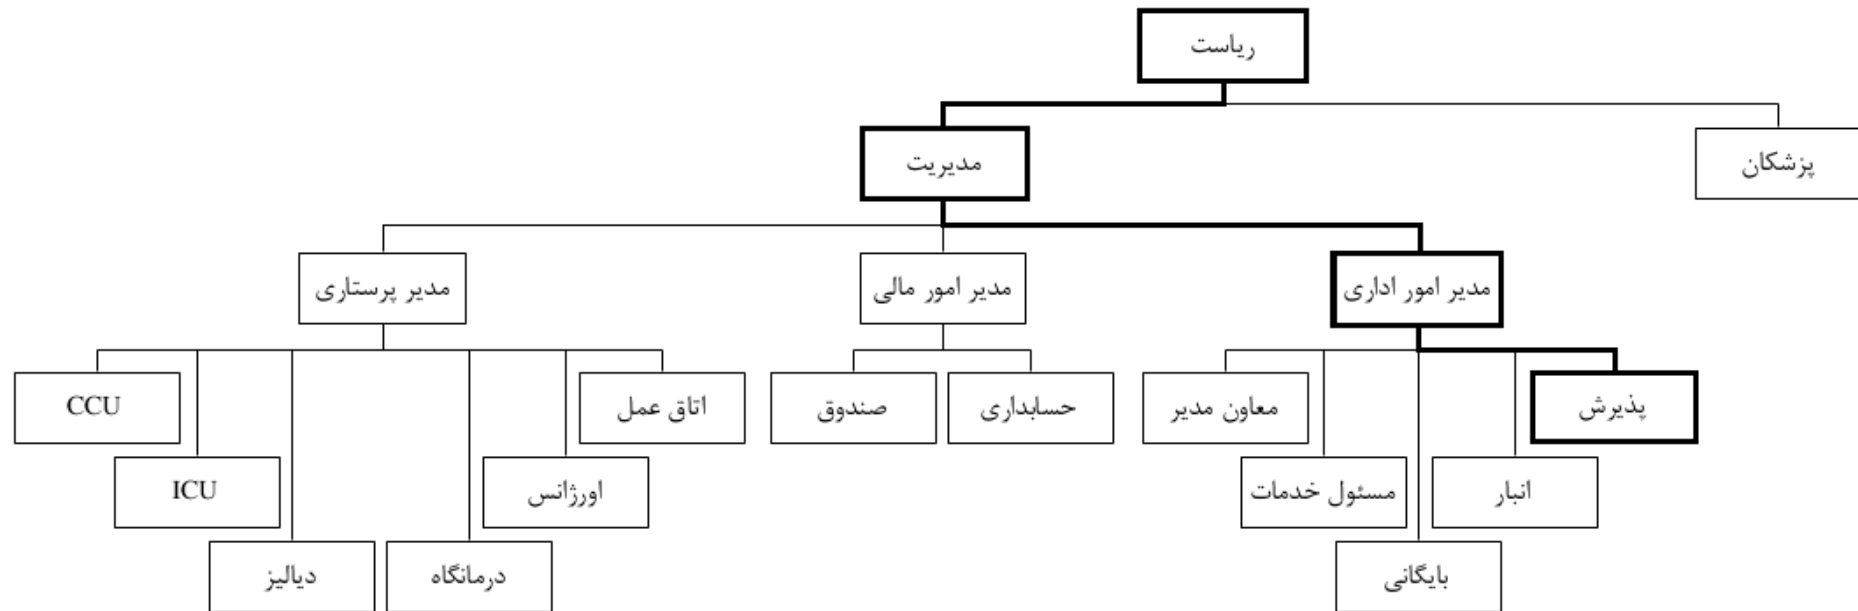 ریاست
پزشکان
مدیریت
مدیر امور اداری
مدیر امور مالی
مدیر پرستاری
پذیرش
معاون مدیر
حسابداری
صندوق
اتاق عمل
CCU
انبار
مسئول خدمات
اورژانس
ICU
بایگانی
درمانگاه
دیالیز